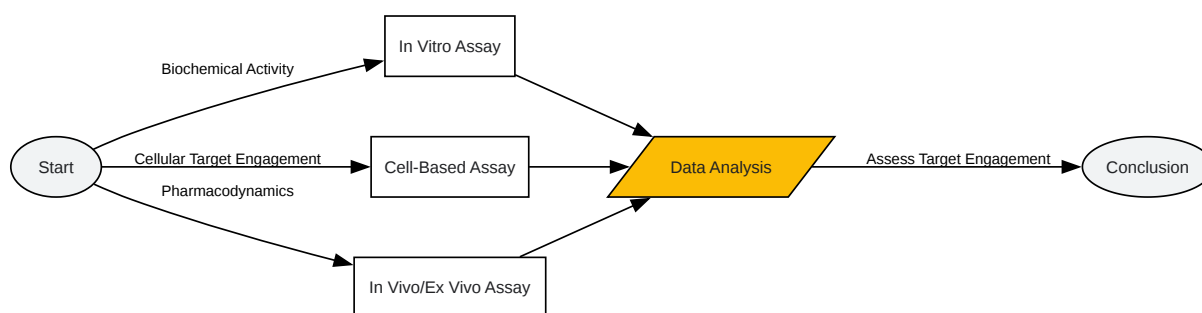 In Vitro Assay
Biochemical Activity
Start
Cellular Target Engagement
Cell-Based Assay
Data Analysis
Assess Target Engagement
Conclusion
Pharmacodynamics
In Vivo/Ex Vivo Assay